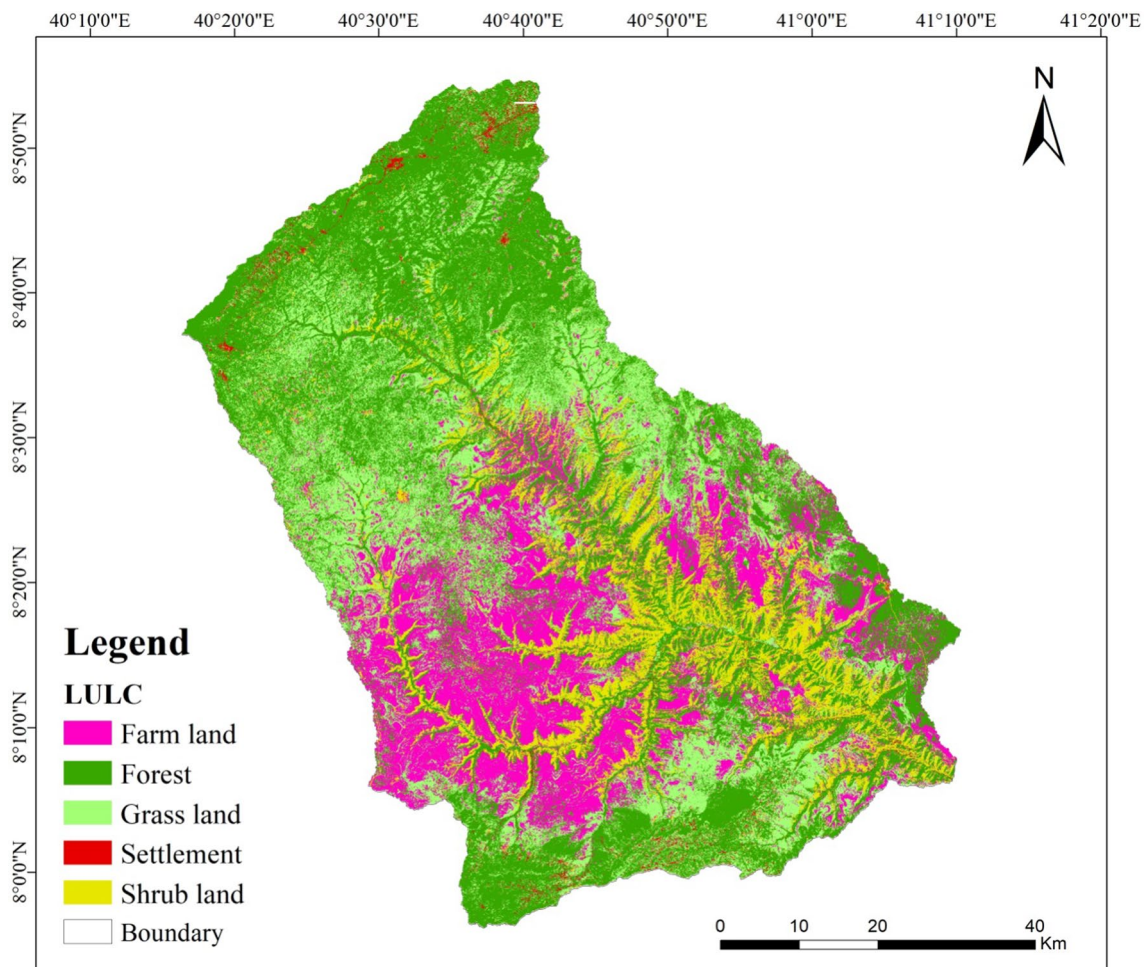 40°10'0"E 40°20'0"E 40°30'0"E 40°40'0"E 40°50'0"E 41°0'0"E 41°10'0"E 41°20'0"E
N
8°50'0"N
8°40'0"N
8°30'0"N
8°20'0"N
8°10'0"N
8°0'0"N
Legend
LULC
Farm land
Forest
Grass land
Settlement
Shrub land
Boundary
0 10 20 40
Km